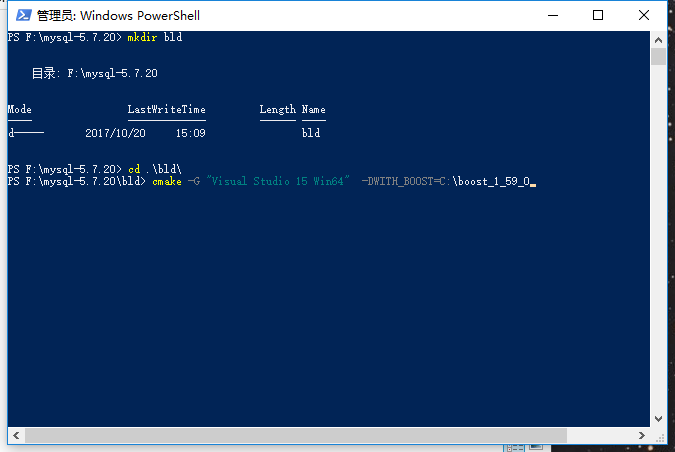 管理员: Windows PowerShell
PS F:\mysql-5.7.20> mkdir bld
目录: F:\mysql-5.7.20
Mode LastWriteTime Length Name
---- ------------- ------ ----
d----- 2017/10/20 15:09 bld
PS F:\mysql-5.7.20> cd .\bld\
PS F:\mysql-5.7.20\bld> cmake -G "Visual Studio 15 Win64" -DWITH_BOOST=C:\boost_1_59_0